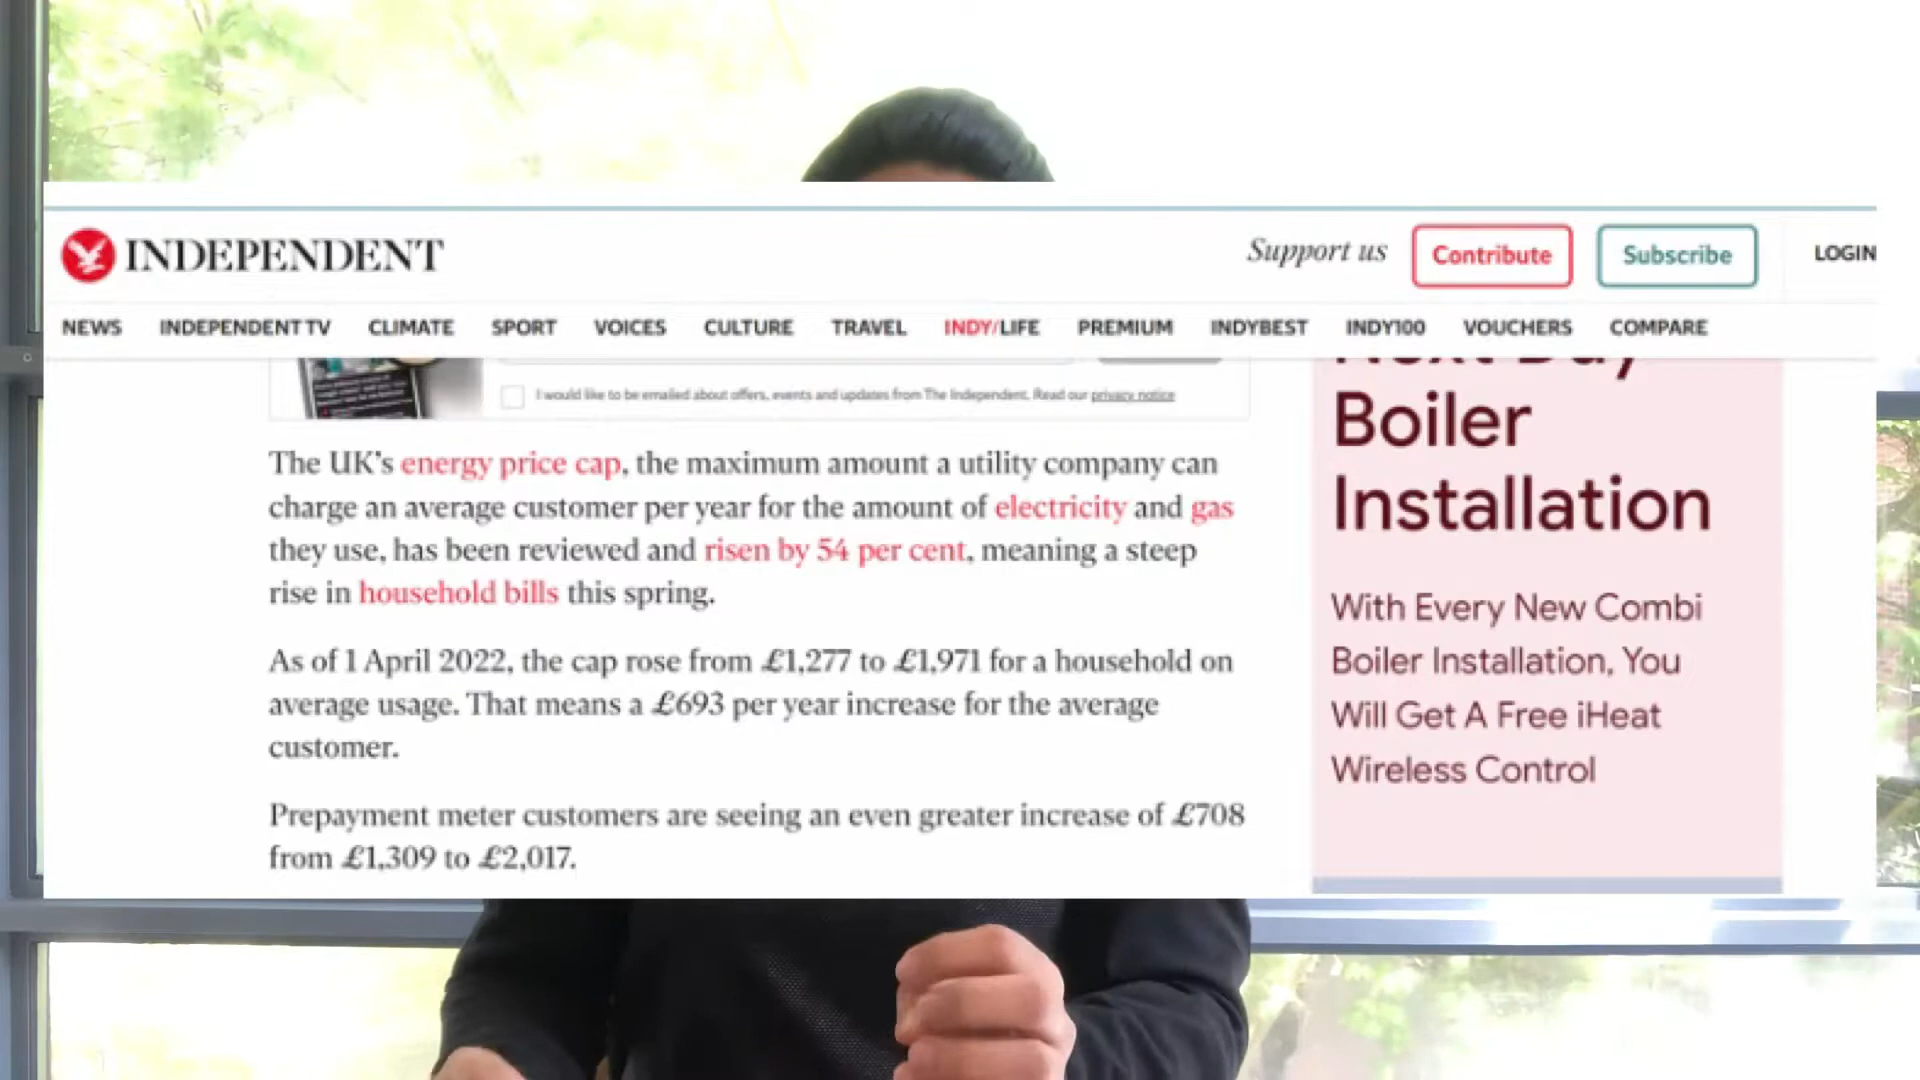 INDEPENDENT
Support us
Contribute
Subscribe
LOGIN
NEWS INDEPENDENT TV CLIMATE SPORT VOICES CULTURE TRAVEL INDY/LIFE PREMIUM INDYBEST INDY100 VOUCHERS COMPARE
I would like to be emailed about offers, events and updates from The Independent. Read our privacy notice
The UK's energy price cap, the maximum amount a utility company can
charge an average customer per year for the amount of electricity and gas
they use, has been reviewed and risen by 54 per cent, meaning a steep
rise in household bills this spring.
As of 1 April 2022, the cap rose from £1,277 to £1,971 for a household on
average usage. That means a £693 per year increase for the average
customer.
Prepayment meter customers are seeing an even greater increase of £708
from £1,309 to £2,017.
Next Day
Boiler
Installation
With Every New Combi
Boiler Installation, You
Will Get A Free iHeat
Wireless Control